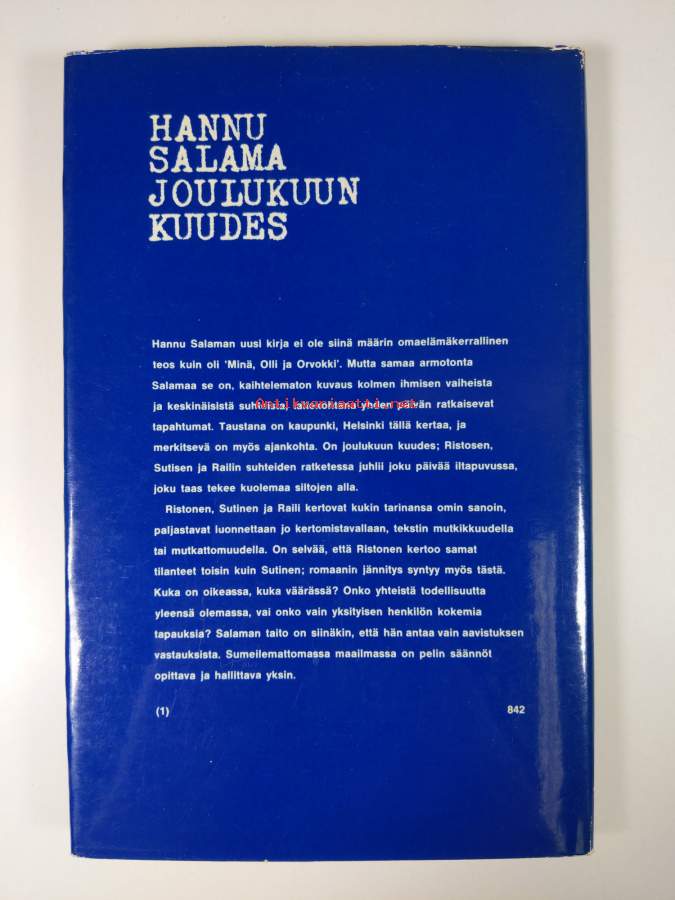 HANNU
SALAMA
JOULUKUUN
KUUDES
Hannu Salaman uusi kirja ei ole siinä määrin omaelämäkerrallinen
teos kuin oli 'Minä, Olli ja Orvokki'. Mutta samaa armotonta
Salamaa se on, kaihtelematon kuvaus kolmen ihmisen vaiheista
ja keskinäisistä suhteista, yhden päivän ratkaisevat
Antikvariaatti.net
tapahtumat. Taustana on kaupunki, Helsinki tällä kertaa, ja
merkitsevä on myös ajankohta. On joulukuun kuudes; Ristosen,
Sutisen ja Railin suhteiden ratketessa juhlii joku päivää iltapuvussa,
joku taas tekee kuolemaa siltojen alla.
Ristonen, Sutinen ja Raili kertovat kukin tarinansa omin sanoin,
paljastavat luonnettaan jo kertomistavallaan, tekstin mutkikkuudella
tai mutkattomuudella. On selvää, että Ristonen kertoo samat
tilanteet toisin kuin Sutinen; romaanin jännitys syntyy myös tästä.
Kuka on oikeassa, kuka väärässä? Onko yhteistä todellisuutta
yleensä olemassa, vai onko vain yksityisen henkilön kokemia
tapauksia? Salaman taito on siinäkin, että hän antaa vain aavistuksen
vastauksista. Sumeilemattomassa maailmassa on pelin säännöt
opittava ja hallittava yksin.
(1) 842